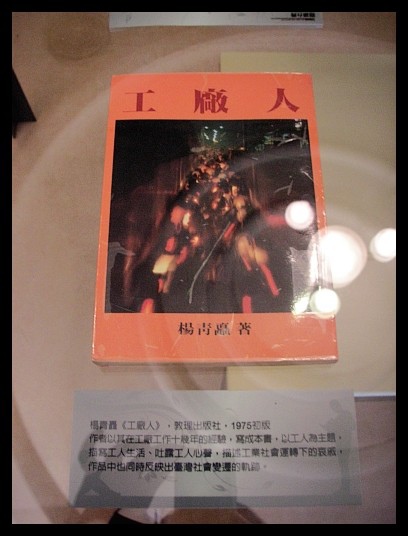 工廠人
楊青矗 著
楊青矗《工廠人》，敦理出版社，1975初版
作者以其在工廠工作十幾年的經驗，寫成本書，以工人為主題，
描寫工人生活、吐露工人心聲，描述工業社會運轉下的哀戚，
作品中也同時反映出臺灣社會變遷的軌跡。